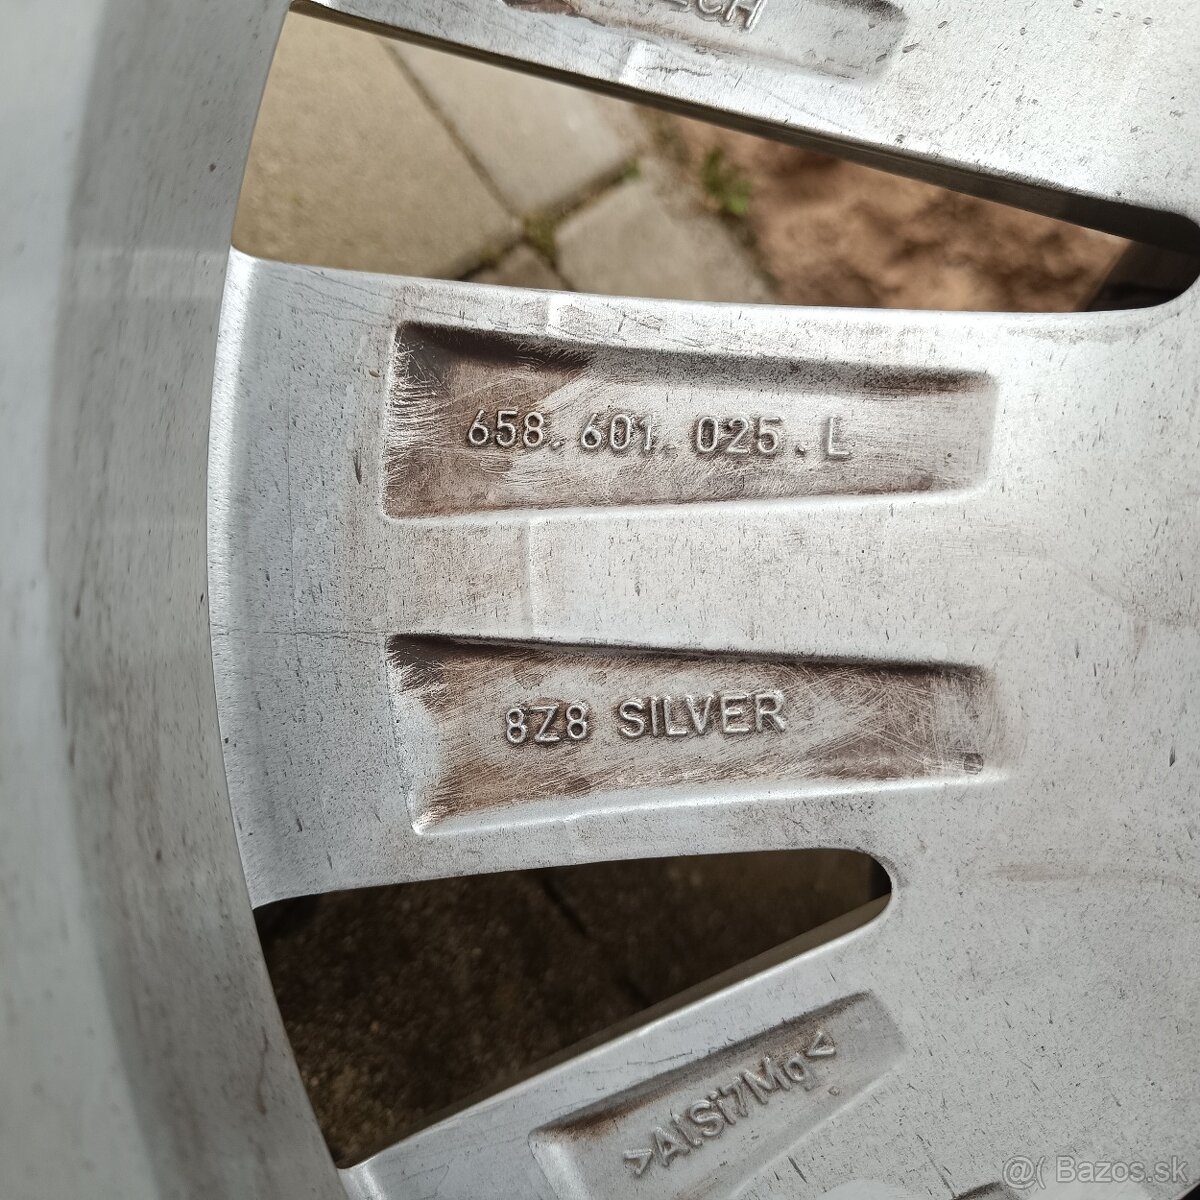 658.601.025.L
8Z8 SILVER
>AlSi7Mg<
@( Bazos.sk